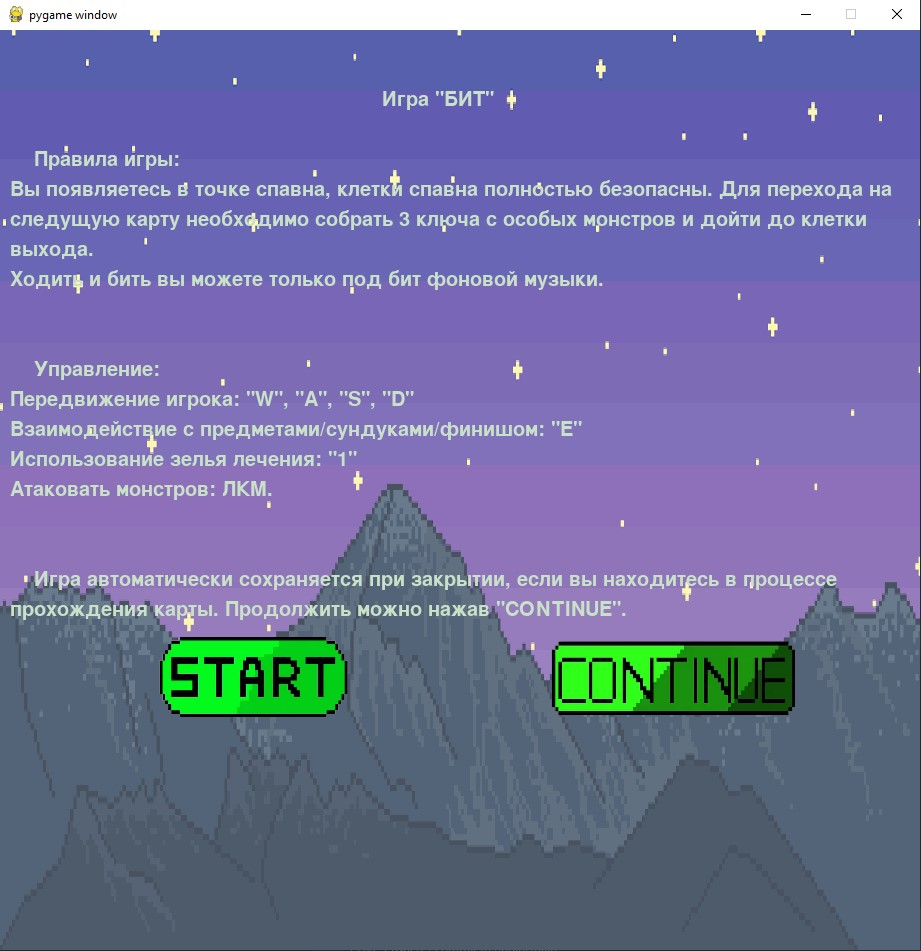 pygame window
Игра "БИТ"
Правила игры:
Вы появляетесь в точке спавна, клетки спавна полностью безопасны. Для перехода на
следущую карту необходимо собрать 3 ключа с особых монстров и дойти до клетки
выхода.
Ходить и бить вы можете только под бит фоновой музыки.
Управление:
Передвижение игрока: "W", "A", "S", "D"
Взаимодействие с предметами/сундуками/финишом: "E"
Использование зелья лечения: "1"
Атаковать монстров: ЛКМ.
Игра автоматически сохраняется при закрытии, если вы находитесь в процессе
прохождения карты. Продолжить можно нажав "CONTINUE".
START
CONTINUE